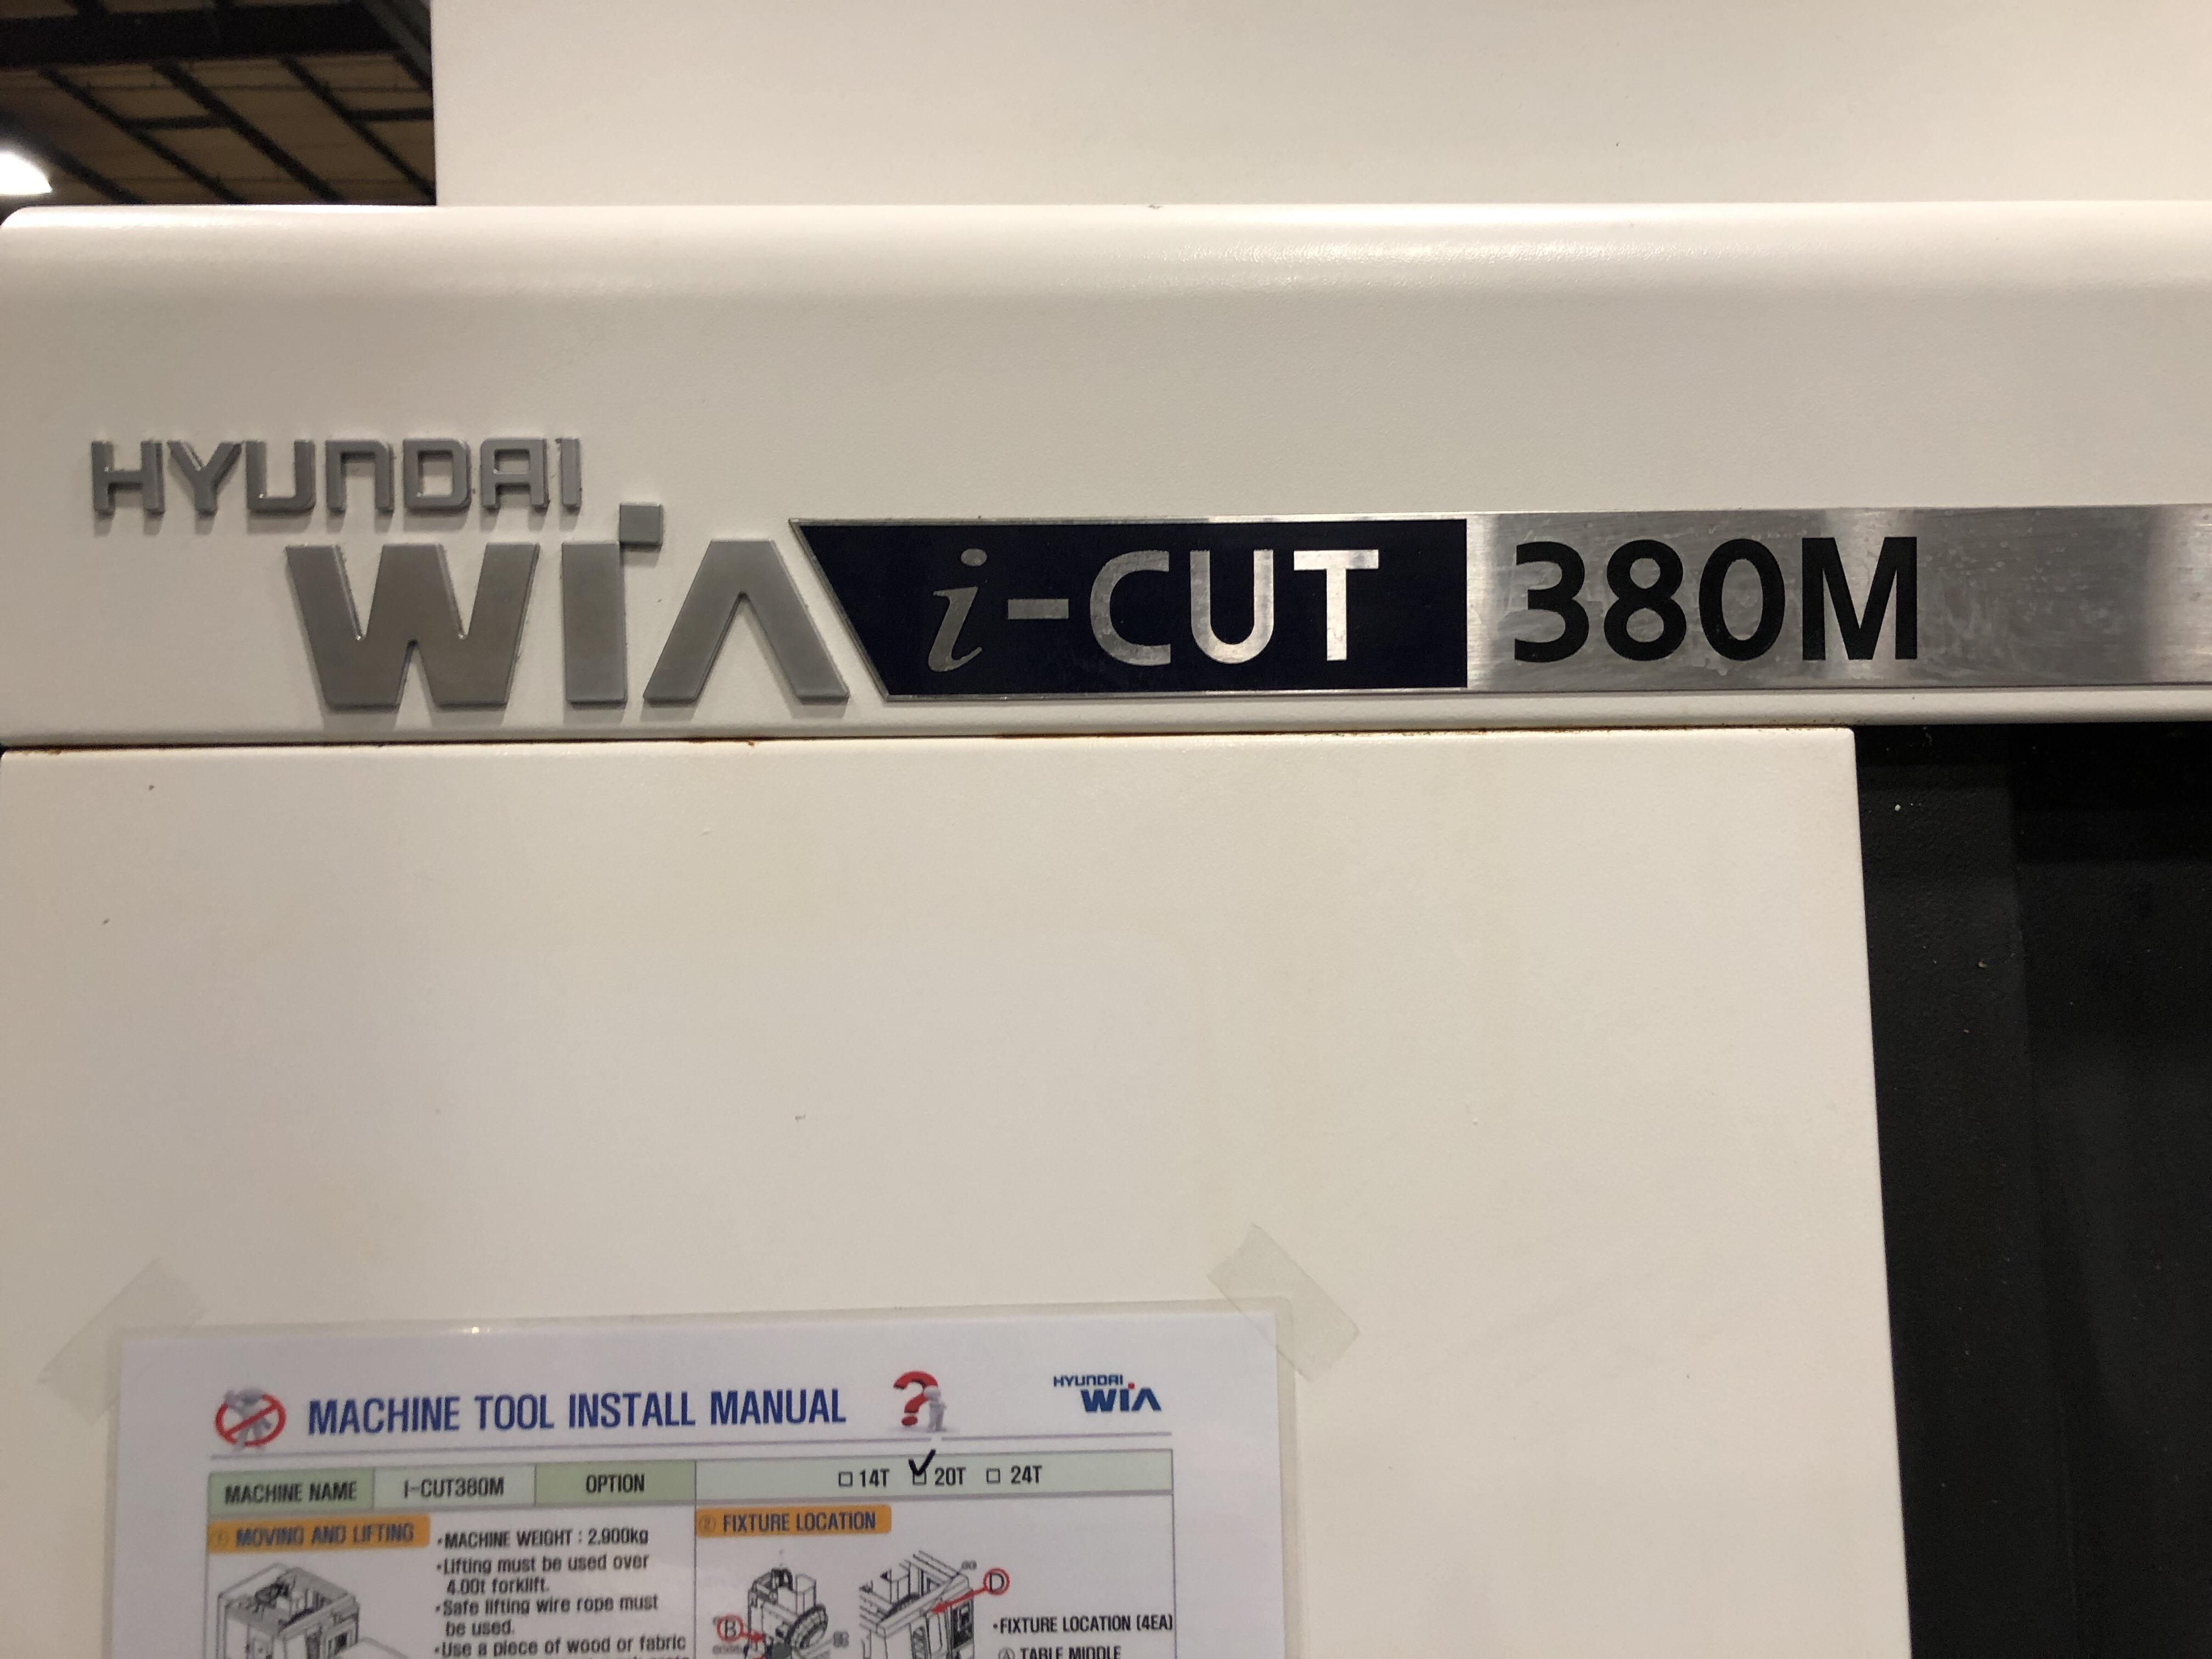 HYUNDAI
WIA i-CUT 380M
MACHINE TOOL INSTALL MANUAL
HYUNDAI
WIA
MACHINE NAME I-CUT380M OPTION □14T □20T □ 24T
① MOVING AND LIFTING
•MACHINE WEIGHT : 2.900kg
•Lifting must be used over
4.00t forklift.
•Safe lifting wire rope must
be used.
•Use a piece of wood or fabric
② FIXTURE LOCATION
D
B
•FIXTURE LOCATION (4EA)
Ⓐ TABLE MIDDLE